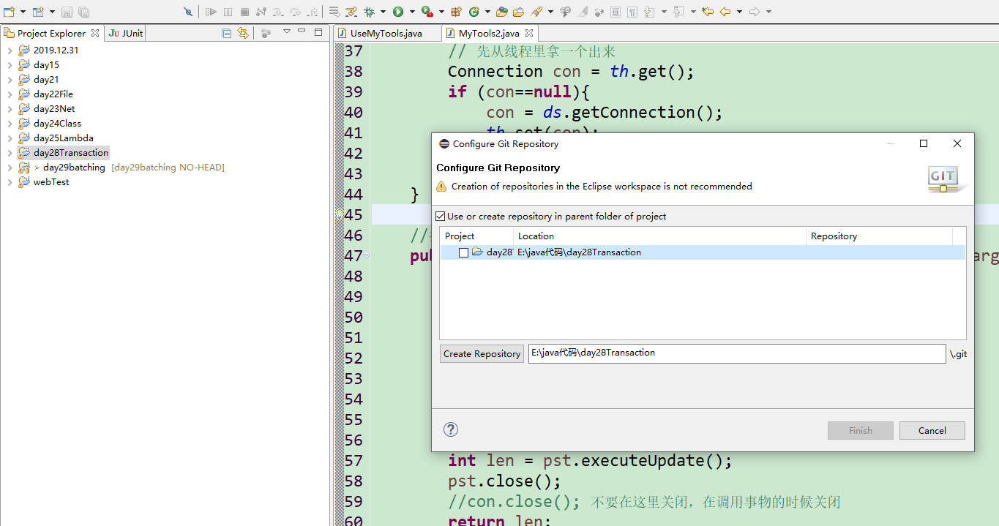 Project Explorer
JUnit
2019.12.31
day15
day21
day22File
day23Net
day24Class
day25Lambda
day28Transaction
> day29batching [day29batching NO-HEAD]
webTest
UseMyTools.java
MyTools2.java
37 // 先从线程里拿一个出来
38 Connection con = th.get();
39 if (con==null){
40 con = ds.getConnection();
41 th.set(con);
42
43
44 }
45
46 //
47
48
49
50
51
52
53
54
55
56
57 int len = pst.executeUpdate();
58 pst.close();
59 //con.close(); 不要在这里关闭，在调用事物的时候关闭
60 return len;
Configure Git Repository
Configure Git Repository
Creation of repositories in the Eclipse workspace is not recommended
GIT
Use or create repository in parent folder of project
Project Location Repository
day28 E:\java代码\day28Transaction
Create Repository E:\java代码\day28Transaction \.git
Finish
Cancel